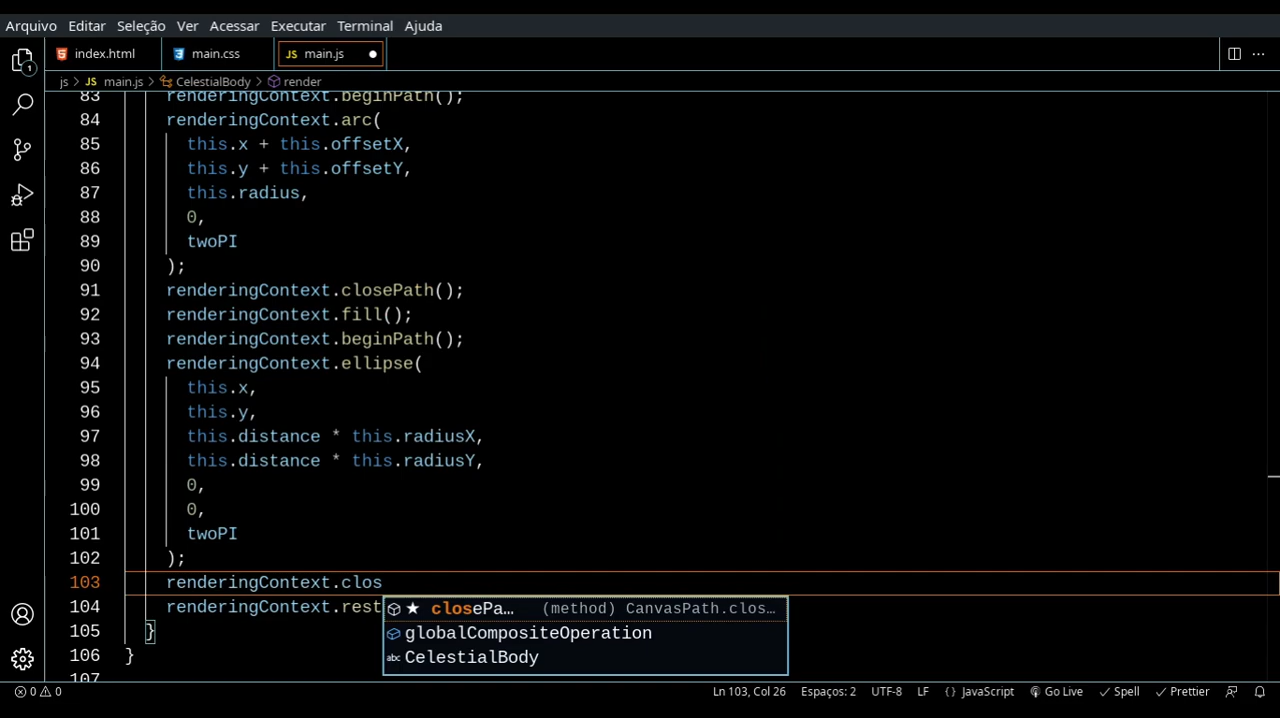 Arquivo Editar Seleção Ver Acessar Executar Terminal Ajuda
index.html main.css JS main.js
1
js > JS main.js > CelestialBody > render
83 renderingContext.beginPath();
84 renderingContext.arc(
85 this.x + this.offsetX,
86 this.y + this.offsetY,
87 this.radius,
88 0,
89 twoPI
90 );
91 renderingContext.closePath();
92 renderingContext.fill();
93 renderingContext.beginPath();
94 renderingContext.ellipse(
95 this.x,
96 this.y,
97 this.distance * this.radiusX,
98 this.distance * this.radiusY,
99 0,
100 0,
101 twoPI
102 );
103 renderingContext.clos
104 renderingContext.rest
★ closePa… (method) CanvasPath.clos…
globalCompositeOperation
105 }
abc CelestialBody
106 }
107
0 0 Ln 103, Col 26 Espaços: 2 UTF-8 LF {} JavaScript Go Live Spell Prettier